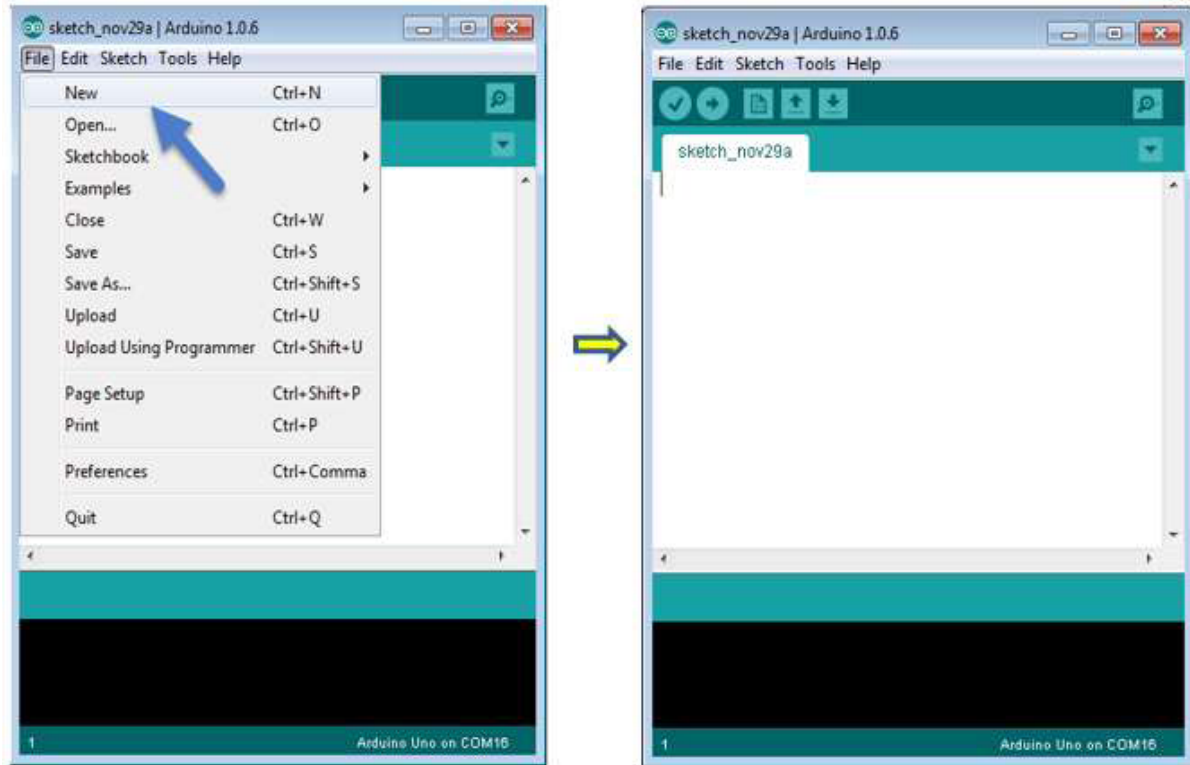 sketch_nov29a | Arduino 1.0.6
File Edit Sketch Tools Help
New Ctrl+N
Open... Ctrl+O
Sketchbook
Examples
Close Ctrl+W
Save Ctrl+S
Save As... Ctrl+Shift+S
Upload Ctrl+U
Upload Using Programmer Ctrl+Shift+U
Page Setup Ctrl+Shift+P
Print Ctrl+P
Preferences Ctrl+Comma
Quit Ctrl+Q
1 Arduino Uno on COM16
sketch_nov29a | Arduino 1.0.6
File Edit Sketch Tools Help
sketch_nov29a
1 Arduino Uno on COM16